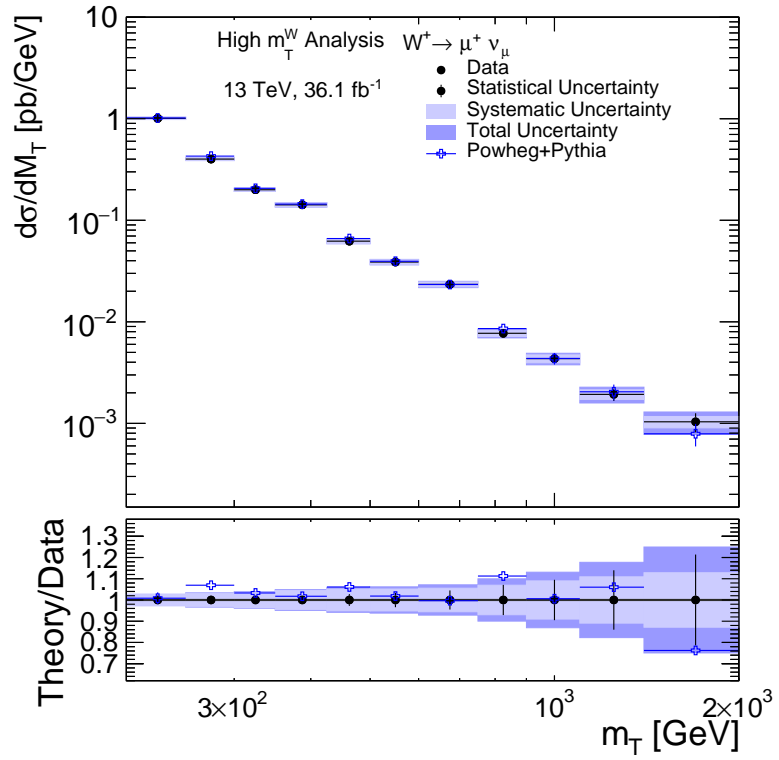 High m_T^W Analysis W⁺→ μ⁺ ν_μ
13 TeV, 36.1 fb⁻¹
Data
Statistical Uncertainty
Systematic Uncertainty
Total Uncertainty
Powheg+Pythia
dσ/dM_T [pb/GeV]
10
1
10⁻¹
10⁻²
10⁻³
Theory/Data
1.3
1.2
1.1
1
0.9
0.8
0.7
3×10²
10³
2×10³
m_T [GeV]